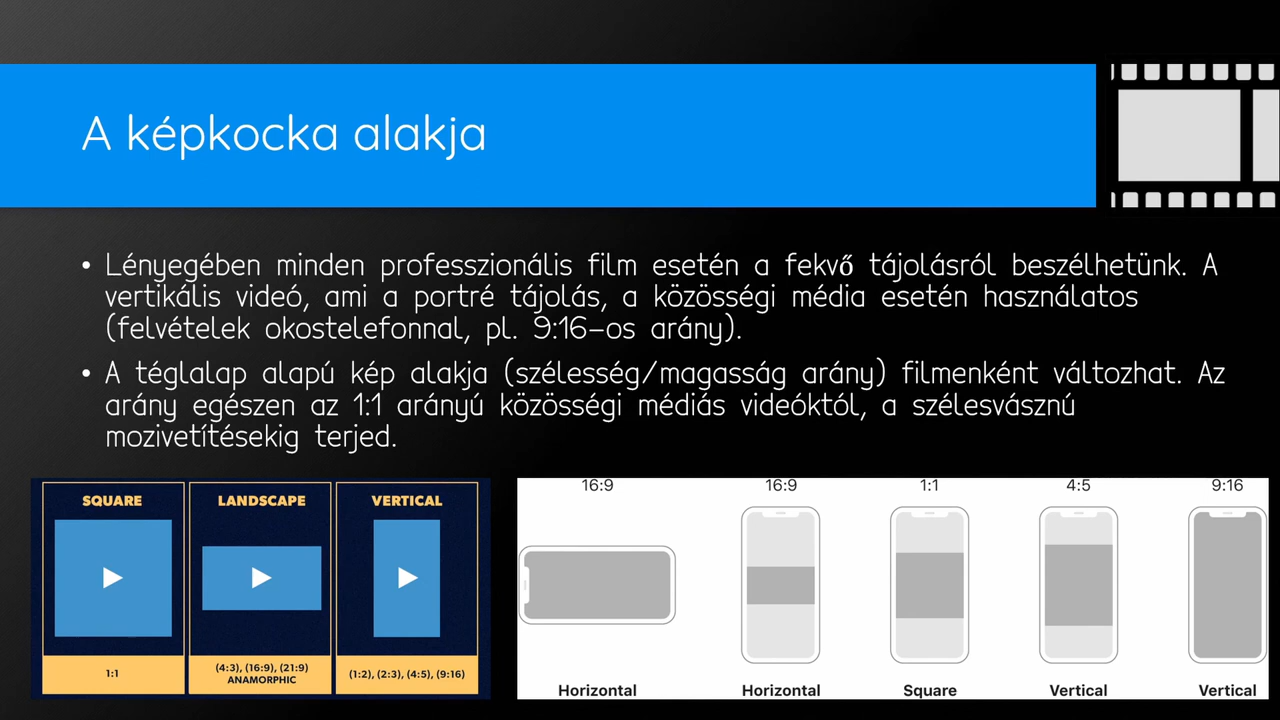 A képkocka alakja
• Lényegében minden professzionális film esetén a fekvő tájolásról beszélhetünk. A
vertikális videó, ami a portré tájolás, a közösségi média esetén használatos
(felvételek okostelefonnal, pl. 9:16-os arány).
• A téglalap alapú kép alakja (szélesség/magasság arány) filmenként változhat. Az
arány egészen az 1:1 arányú közösségi médiás videóktól, a szélesvásznú
mozivetítésekig terjed.
SQUARE
1:1
LANDSCAPE
(4:3), (16:9), (21:9)
ANAMORPHIC
VERTICAL
(1:2), (2:3), (4:5), (9:16)
16:9
Horizontal
16:9
Horizontal
1:1
Square
4:5
Vertical
9:16
Vertical